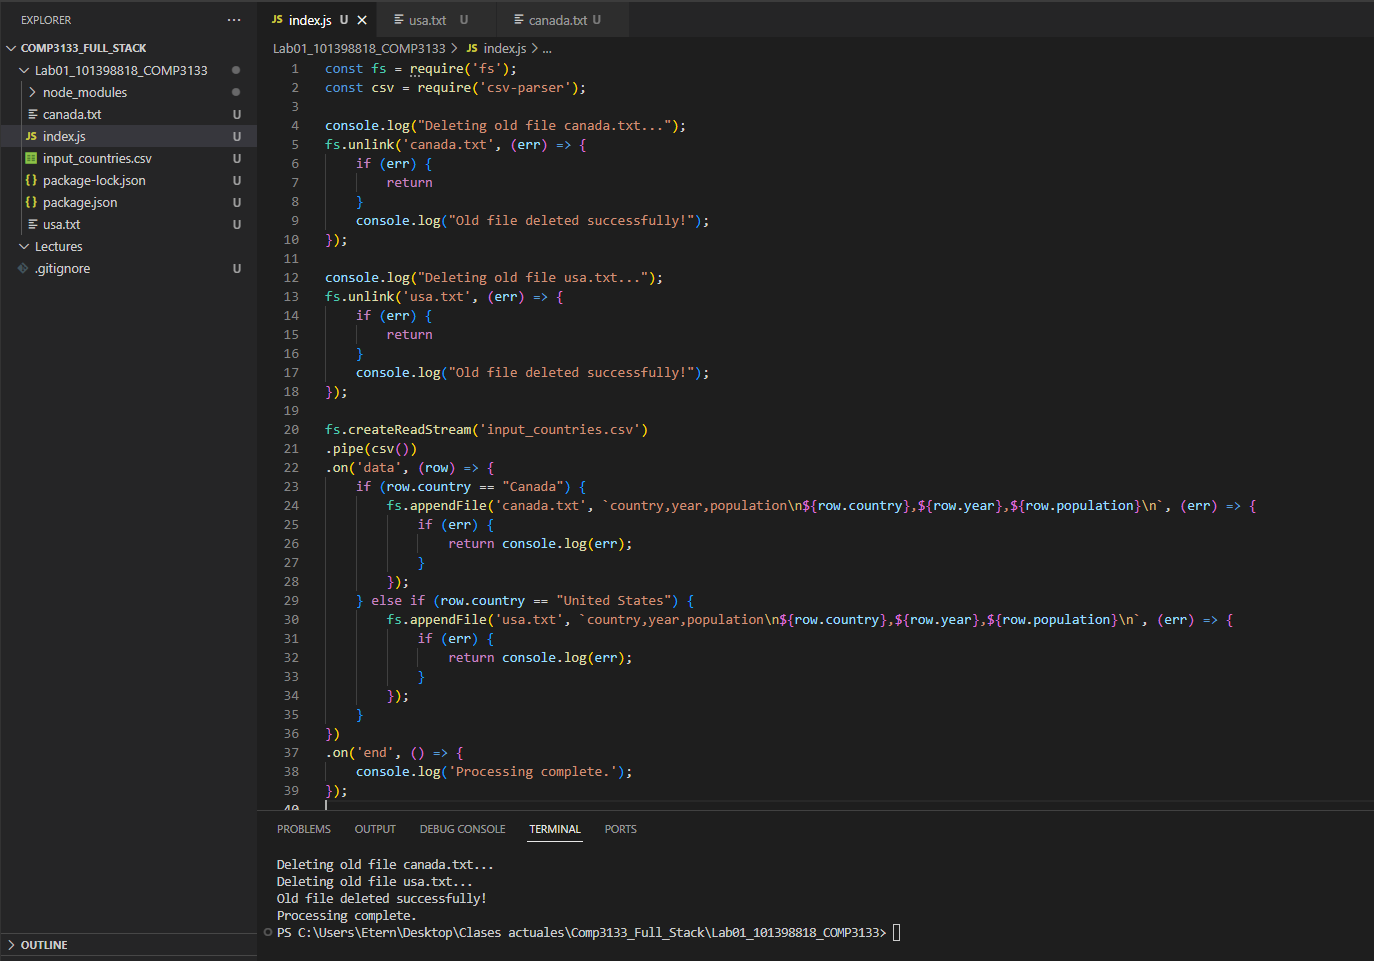 EXPLORER
...
COMP3133_FULL_STACK
Lab01_101398818_COMP3133
node_modules
canada.txt U
JS index.js U
input_countries.csv U
{} package-lock.json U
{} package.json U
usa.txt U
Lectures
.gitignore U
OUTLINE
JS index.js U
usa.txt U
canada.txt U
Lab01_101398818_COMP3133 > JS index.js > ...
1 const fs = require('fs');
2 const csv = require('csv-parser');
3
4 console.log("Deleting old file canada.txt...");
5 fs.unlink('canada.txt', (err) => {
6 if (err) {
7 return
8 }
9 console.log("Old file deleted successfully!");
10 });
11
12 console.log("Deleting old file usa.txt...");
13 fs.unlink('usa.txt', (err) => {
14 if (err) {
15 return
16 }
17 console.log("Old file deleted successfully!");
18 });
19
20 fs.createReadStream('input_countries.csv')
21 .pipe(csv())
22 .on('data', (row) => {
23 if (row.country == "Canada") {
24 fs.appendFile('canada.txt', `country,year,population\n${row.country},${row.year},${row.population}\n`, (err) => {
25 if (err) {
26 return console.log(err);
27 }
28 });
29 } else if (row.country == "United States") {
30 fs.appendFile('usa.txt', `country,year,population\n${row.country},${row.year},${row.population}\n`, (err) => {
31 if (err) {
32 return console.log(err);
33 }
34 });
35 }
36 })
37 .on('end', () => {
38 console.log('Processing complete.');
39 });
40
PROBLEMS OUTPUT DEBUG CONSOLE TERMINAL PORTS
Deleting old file canada.txt...
Deleting old file usa.txt...
Old file deleted successfully!
Processing complete.
PS C:\Users\Etern\Desktop\Clases actuales\Comp3133_Full_Stack\Lab01_101398818_COMP3133>